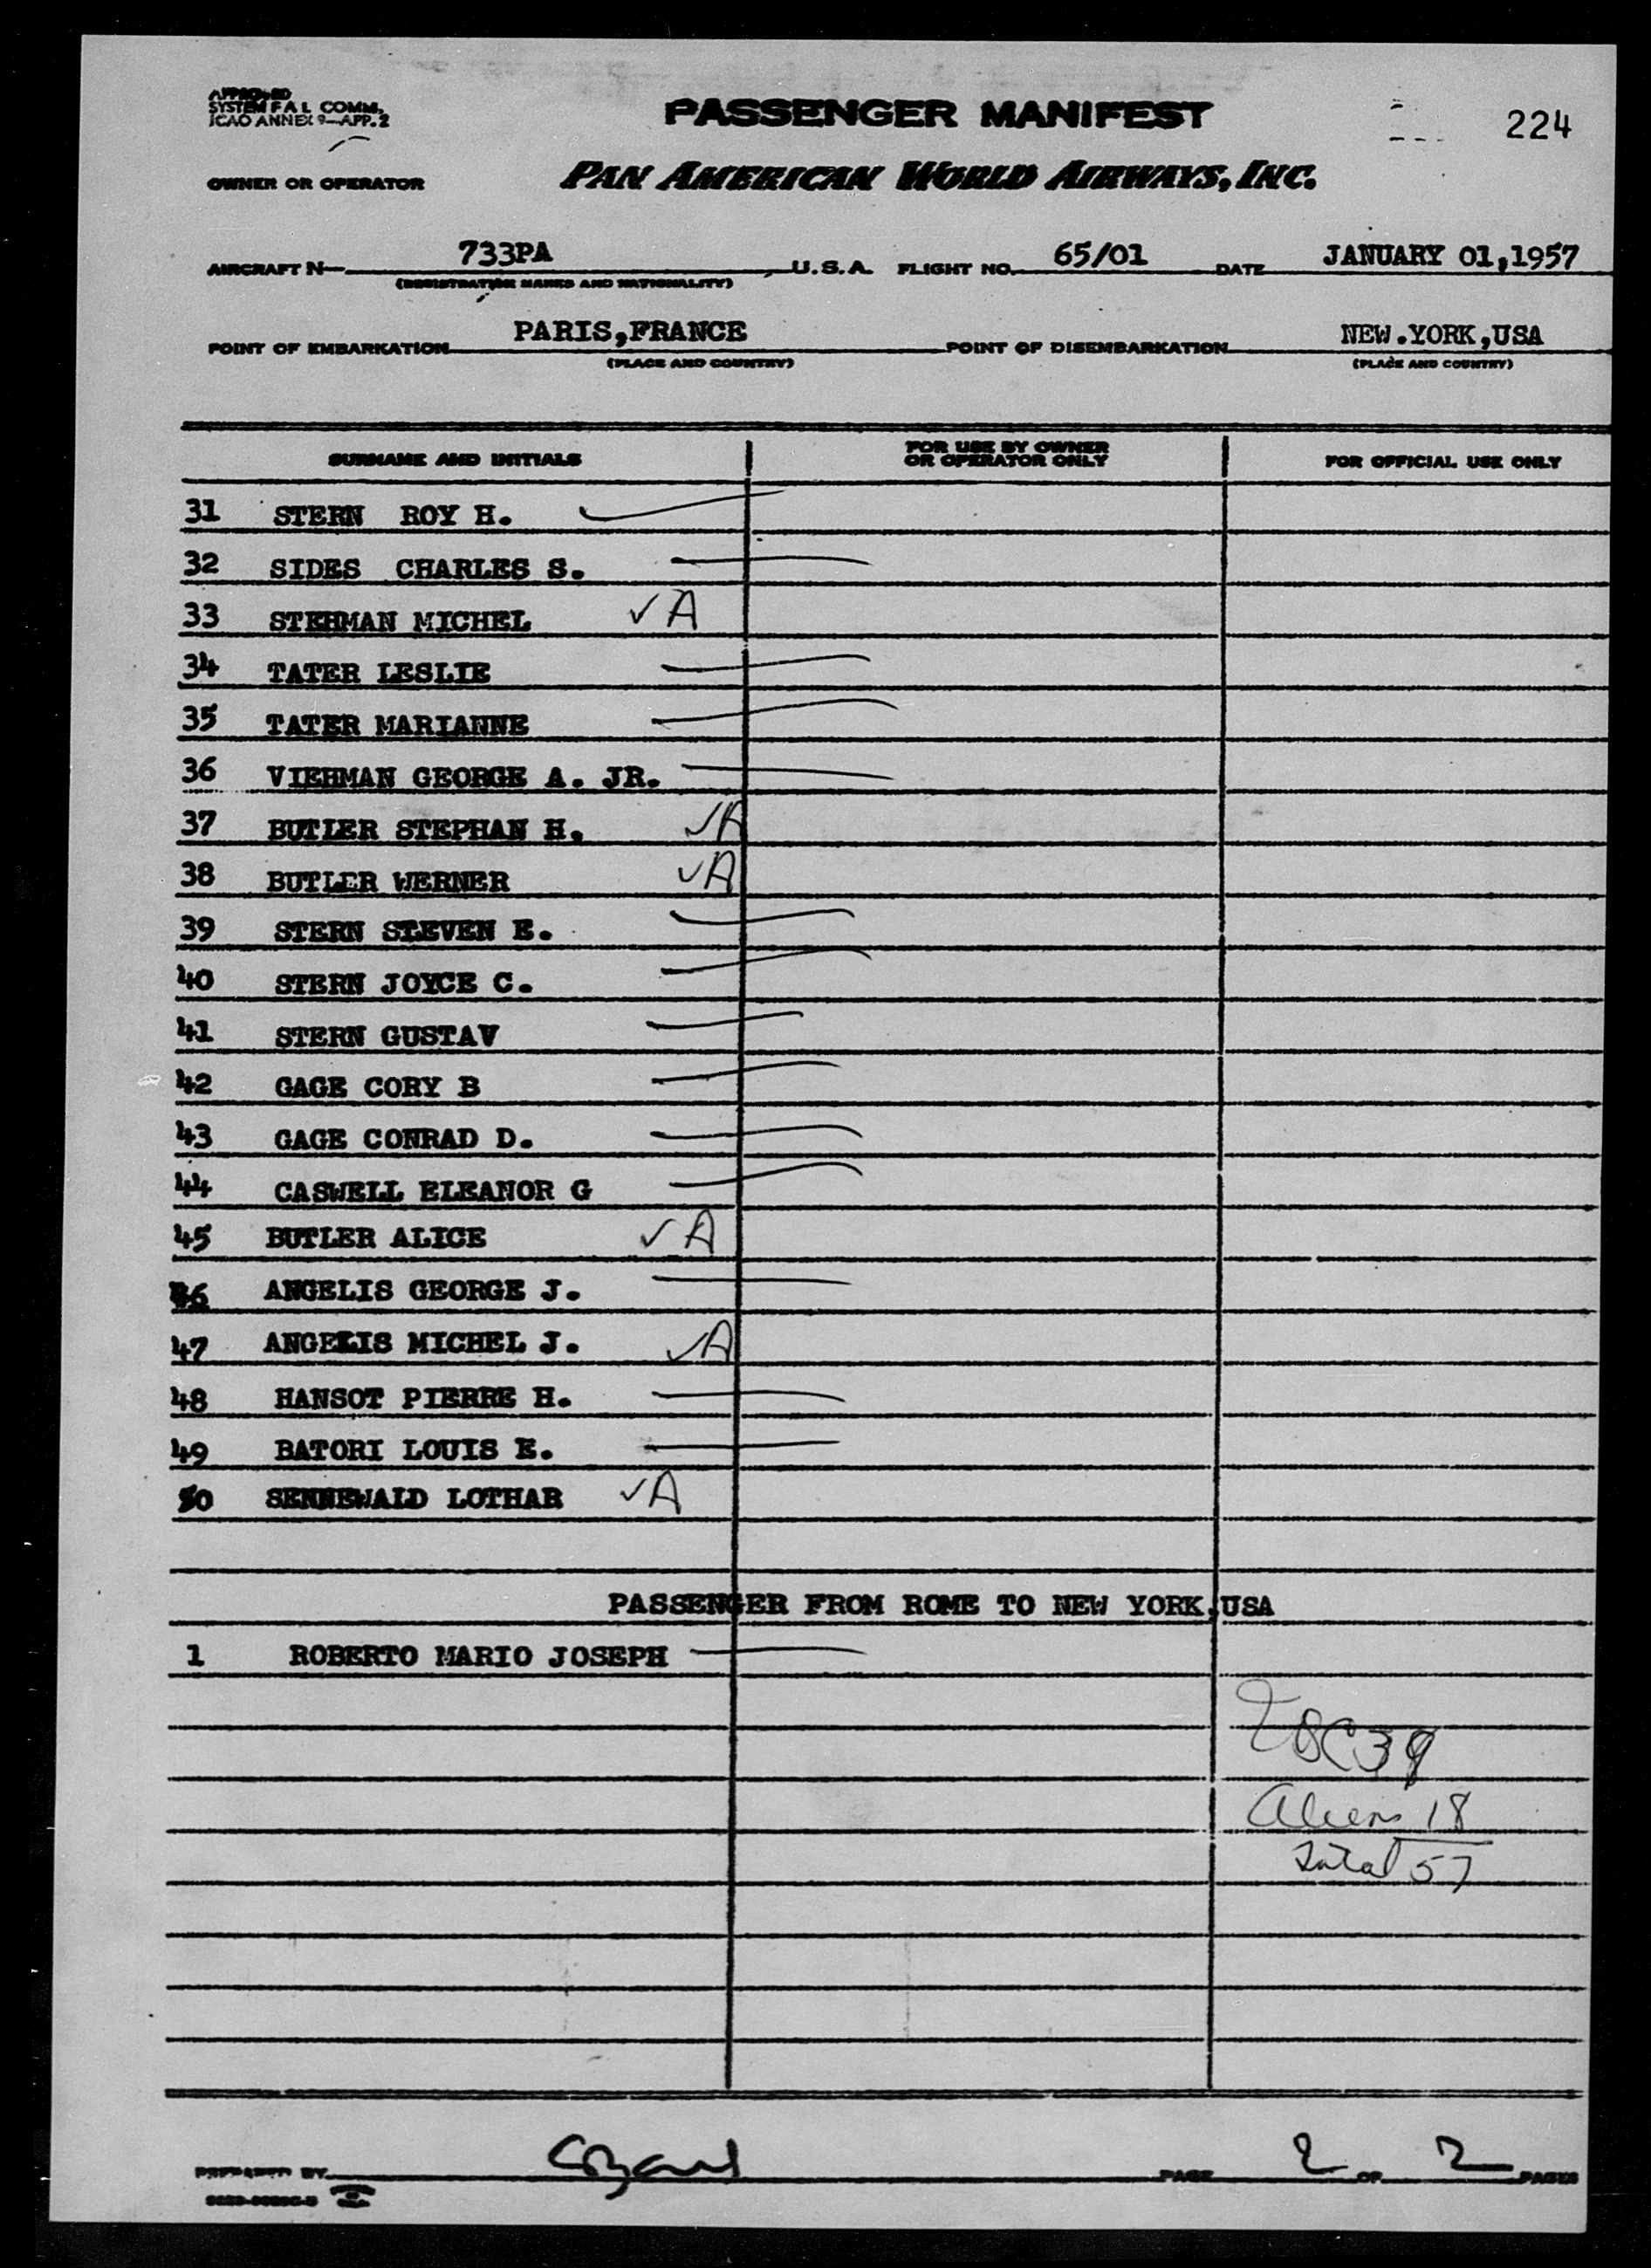 APPROVED
SYSTEM F A L COMM.
ICAO ANNEX 9—APP. 2
PASSENGER MANIFEST
224
OWNER OR OPERATOR PAN AMERICAN WORLD AIRWAYS, INC.
AIRCRAFT N— 733PA, U.S.A. FLIGHT NO. 65/01 DATE JANUARY 01,1957
(REGISTRATION MARKS AND NATIONALITY)
POINT OF EMBARKATION PARIS,FRANCE POINT OF DISEMBARKATION NEW.YORK,USA
(PLACE AND COUNTRY) (PLACE AND COUNTRY)
SURNAME AND INITIALS FOR USE BY OWNER OR OPERATOR ONLY FOR OFFICIAL USE ONLY
31 STERN ROY H.
32 SIDES CHARLES S.
33 STEHMAN MICHEL ✓ A
34 TATER LESLIE
35 TATER MARIANNE
36 VIEHMAN GEORGE A. JR.
37 BUTLER STEPHAN H. ✓A
38 BUTLER WERNER ✓A
39 STERN STEVEN E.
40 STERN JOYCE C.
41 STERN GUSTAV
42 GAGE CORY B
43 GAGE CONRAD D.
44 CASWELL ELEANOR G
45 BUTLER ALICE ✓ A
46 ANGELIS GEORGE J.
47 ANGELIS MICHEL J. ✓A
48 HANSOT PIERRE H.
49 BATORI LOUIS E.
50 SENNEWALD LOTHAR ✓A
PASSENGER FROM ROME TO NEW YORK,USA
1 ROBERTO MARIO JOSEPH
39
Aliens 18
Total 57
PREPARED BY PAGE 2 OF 2 PAGES